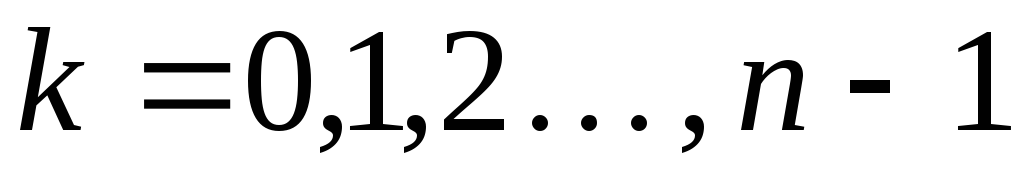 k = 0,1,2 ..., n - 1